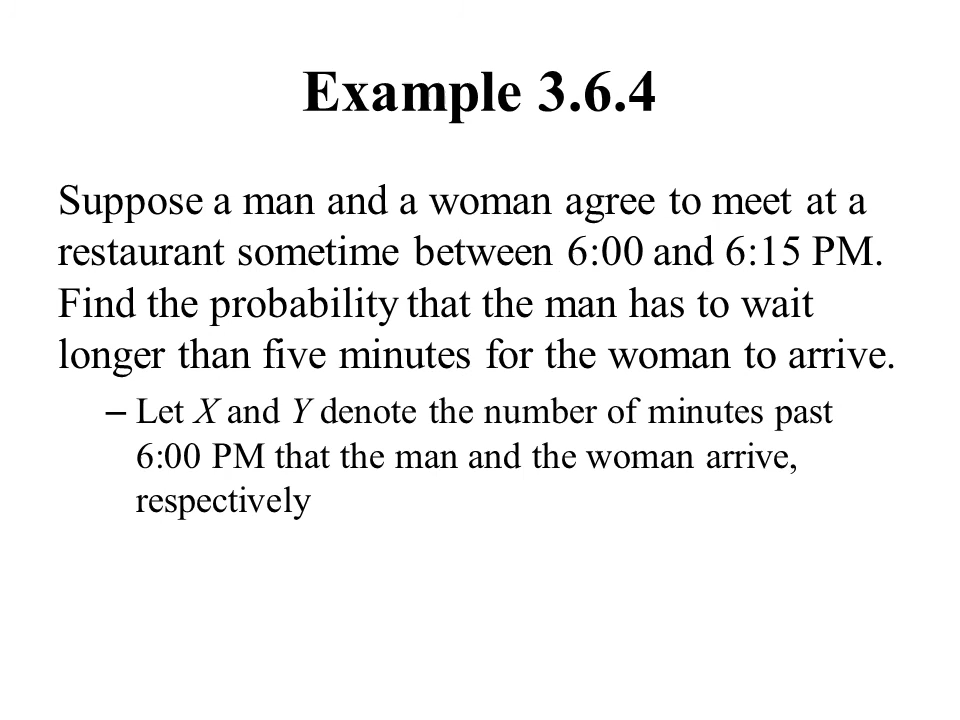 Example 3.6.4
Suppose a man and a woman agree to meet at a
restaurant sometime between 6:00 and 6:15 PM.
Find the probability that the man has to wait
longer than five minutes for the woman to arrive.
– Let X and Y denote the number of minutes past
6:00 PM that the man and the woman arrive,
respectively